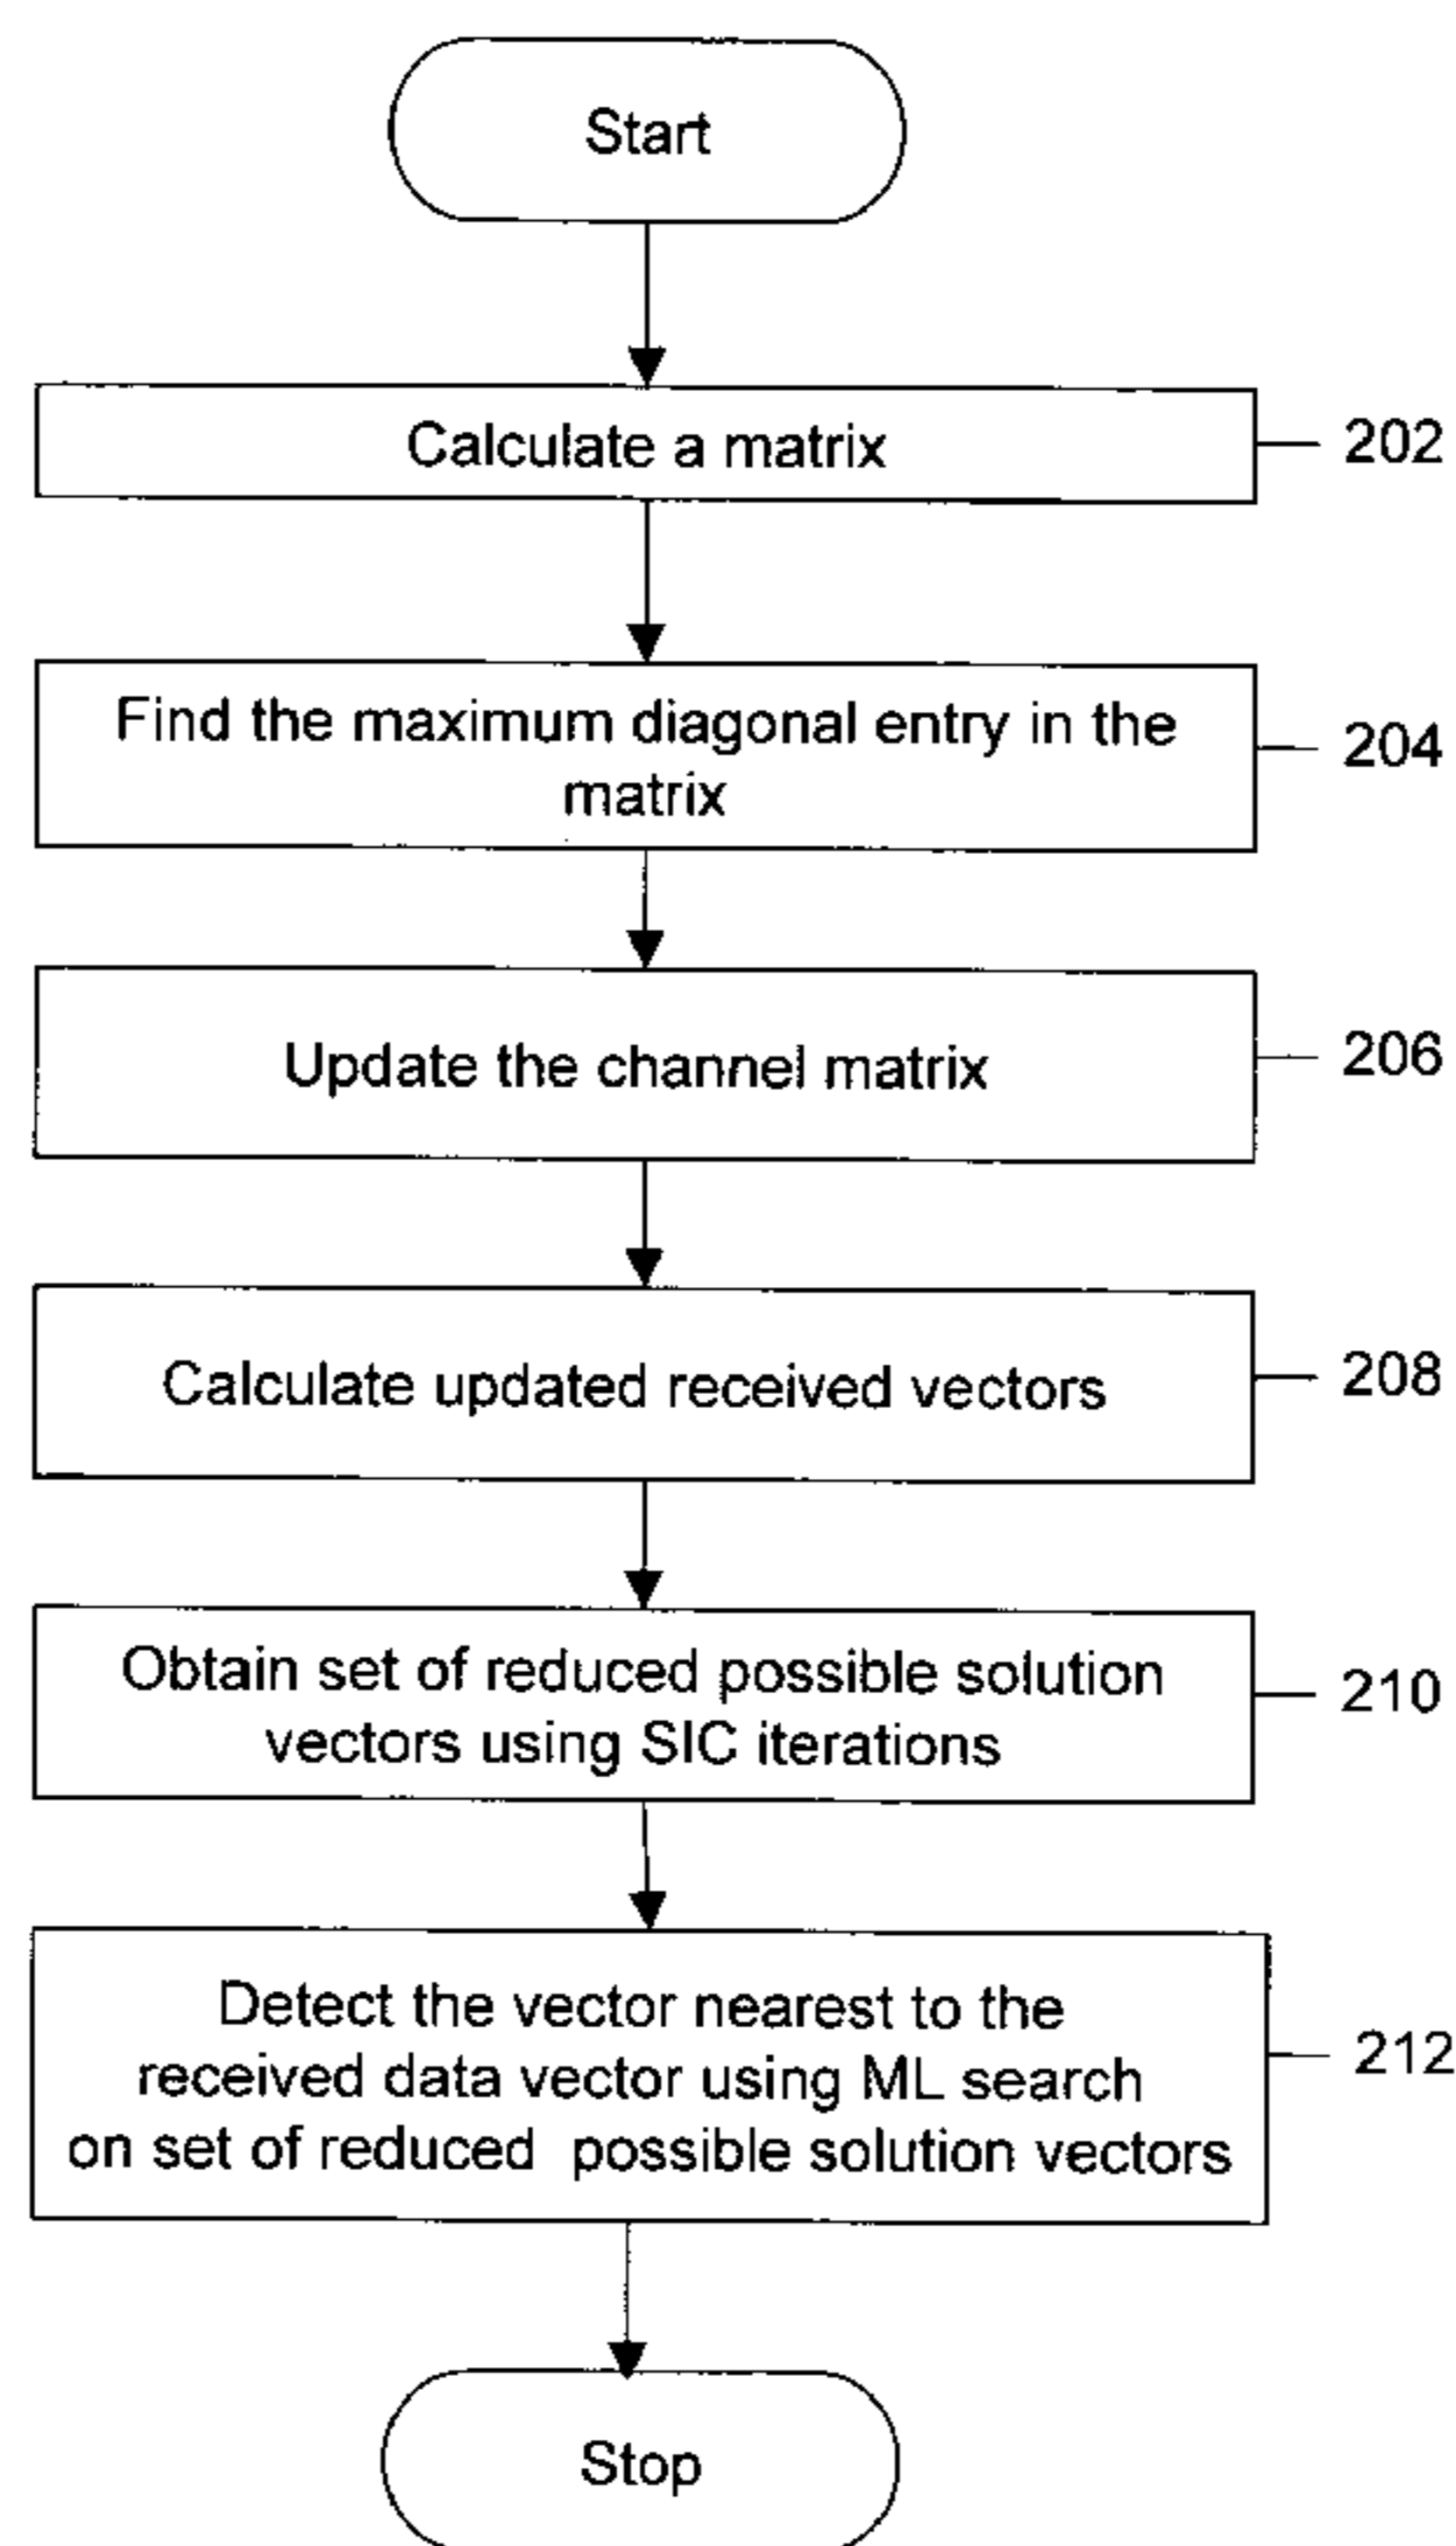 Start
Calculate a matrix
202
Find the maximum diagonal entry in the
matrix
204
Update the channel matrix
206
Calculate updated received vectors
208
Obtain set of reduced possible solution
vectors using SIC iterations
210
Detect the vector nearest to the
received data vector using ML search
on set of reduced possible solution vectors
212
Stop